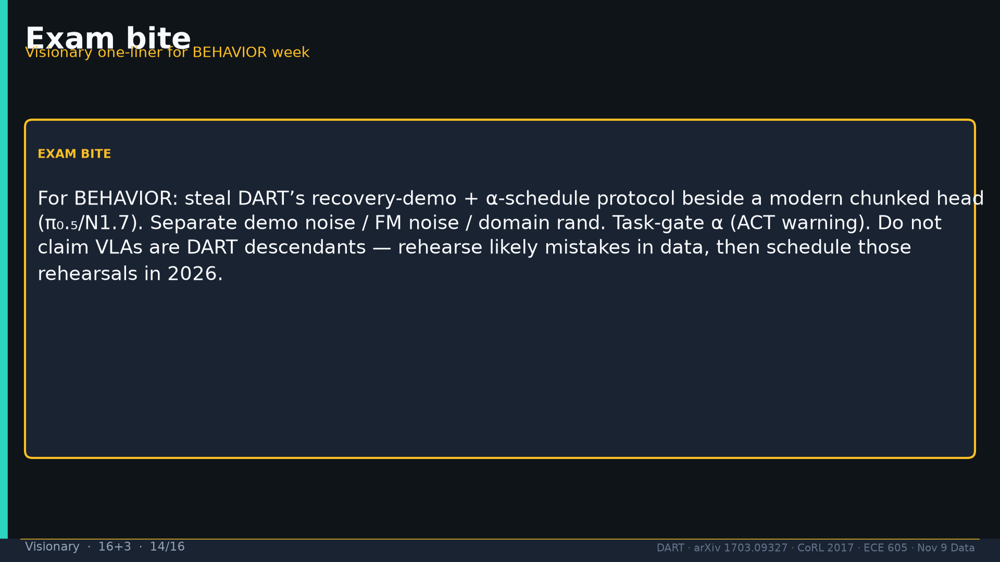 Exam bite
Visionary one-liner for BEHAVIOR week
EXAM BITE
For BEHAVIOR: steal DART’s recovery-demo + α-schedule protocol beside a modern chunked head
(π₀.₅/N1.7). Separate demo noise / FM noise / domain rand. Task-gate α (ACT warning). Do not
claim VLAs are DART descendants — rehearse likely mistakes in data, then schedule those
rehearsals in 2026.
Visionary · 16+3 · 14/16
DART · arXiv 1703.09327 · CoRL 2017 · ECE 605 · Nov 9 Data